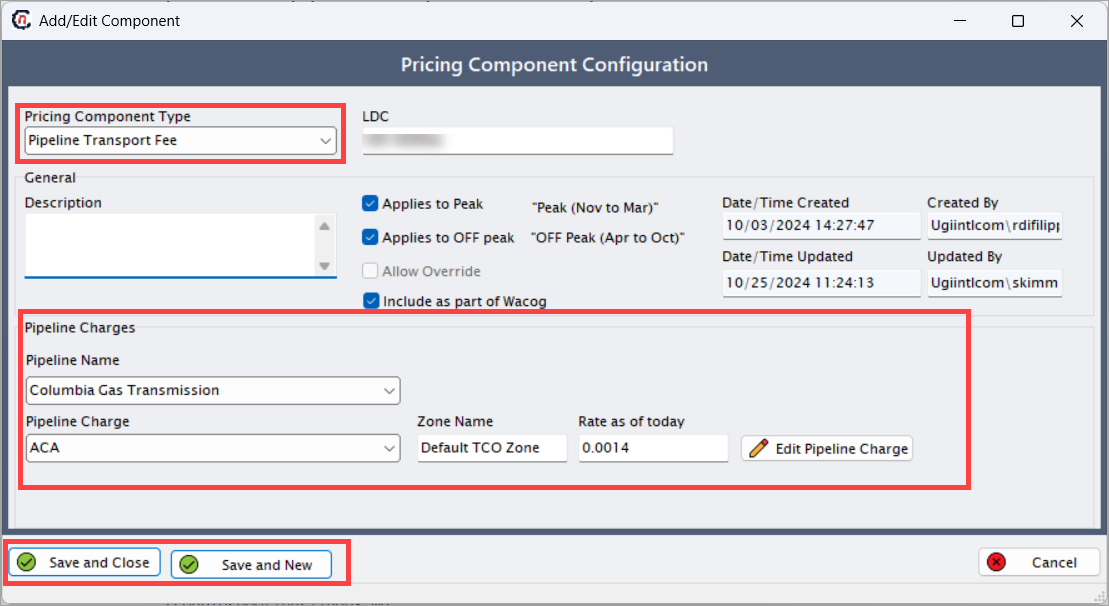 Add/Edit Component
Pricing Component Configuration
Pricing Component Type
Pipeline Transport Fee
LDC
General
Description
Applies to Peak
"Peak (Nov to Mar)"
Applies to OFF peak
"OFF Peak (Apr to Oct)"
Allow Override
Include as part of Wacog
Date/Time Created
10/03/2024 14:27:47
Created By
Ugiintlcom\rdifilipp
Date/Time Updated
10/25/2024 11:24:13
Updated By
Ugiintlcom\skimm
Pipeline Charges
Pipeline Name
Columbia Gas Transmission
Pipeline Charge
ACA
Zone Name
Default TCO Zone
Rate as of today
0.0014
Edit Pipeline Charge
Save and Close
Save and New
Cancel